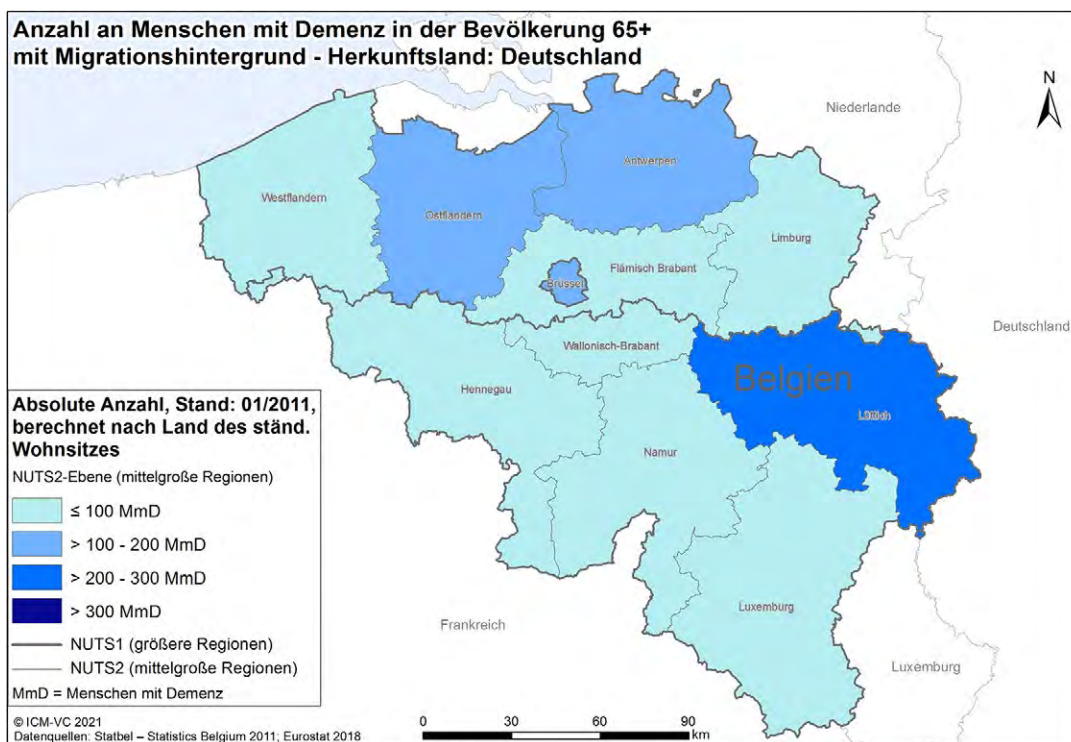 Anzahl an Menschen mit Demenz in der Bevölkerung 65+
mit Migrationshintergrund - Herkunftsland: Deutschland
N
Niederlande
Antwerpen
Westflandern
Ostflandern
Limburg
Flämisch Brabant
Brüssel
Deutschland
Wallonisch-Brabant
Belgien
Hennegau
Lüttich
Namur
Luxemburg
Frankreich
Luxemburg
Absolute Anzahl, Stand: 01/2011,
berechnet nach Land des ständ.
Wohnsitzes
NUTS2-Ebene (mittelgroße Regionen)
≤ 100 MmD
> 100 - 200 MmD
> 200 - 300 MmD
> 300 MmD
NUTS1 (größere Regionen)
NUTS2 (mittelgroße Regionen)
MmD = Menschen mit Demenz
© ICM-VC 2021
Datenquellen: Statbel – Statistics Belgium 2011; Eurostat 2018
0 30 60 90
km